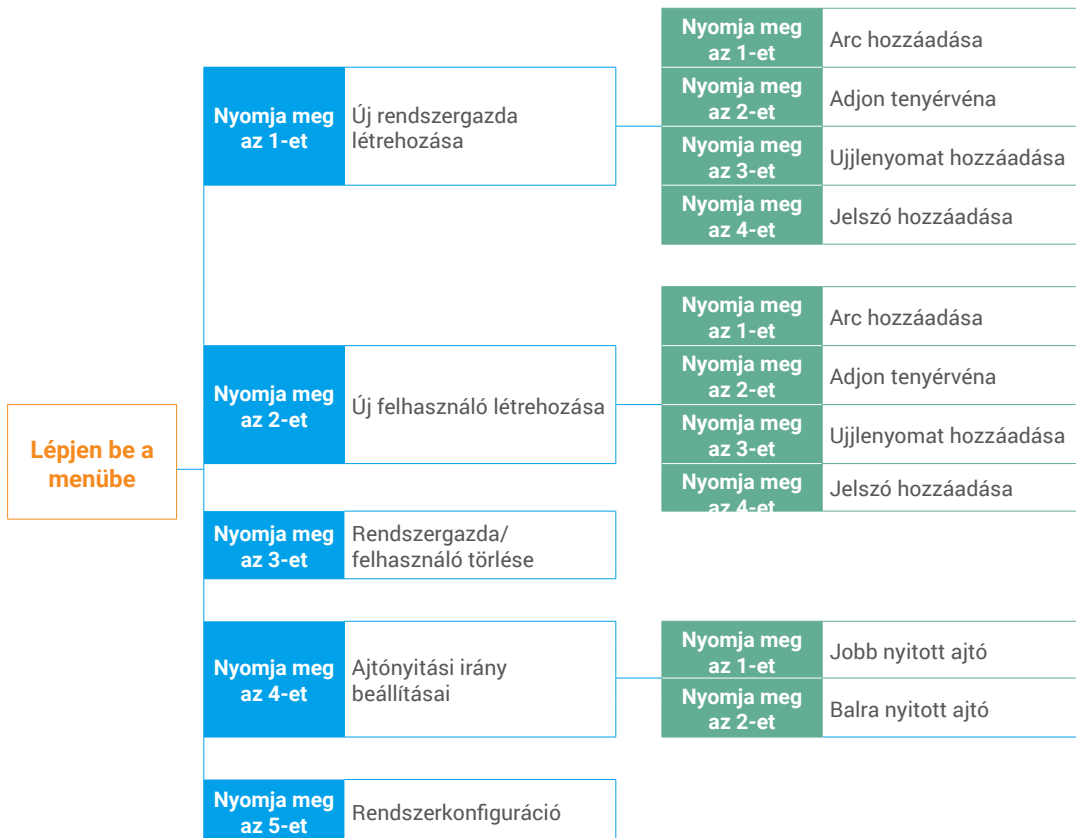 Lépjen be a
menübe
Nyomja meg
az 1-et
Új rendszergazda
létrehozása
Nyomja meg
az 1-et
Arc hozzáadása
Nyomja meg
az 2-et
Adjon tenyérvéna
Nyomja meg
az 3-et
Ujjlenyomat hozzáadása
Nyomja meg
az 4-et
Jelszó hozzáadása
Nyomja meg
az 2-et
Új felhasználó létrehozása
Nyomja meg
az 1-et
Arc hozzáadása
Nyomja meg
az 2-et
Adjon tenyérvéna
Nyomja meg
az 3-et
Ujjlenyomat hozzáadása
Nyomja meg
az 4-et
Jelszó hozzáadása
Nyomja meg
az 3-et
Rendszergazda/
felhasználó törlése
Nyomja meg
az 4-et
Ajtónyitási irány
beállításai
Nyomja meg
az 1-et
Jobb nyitott ajtó
Nyomja meg
az 2-et
Balra nyitott ajtó
Nyomja meg
az 5-et
Rendszerkonfiguráció